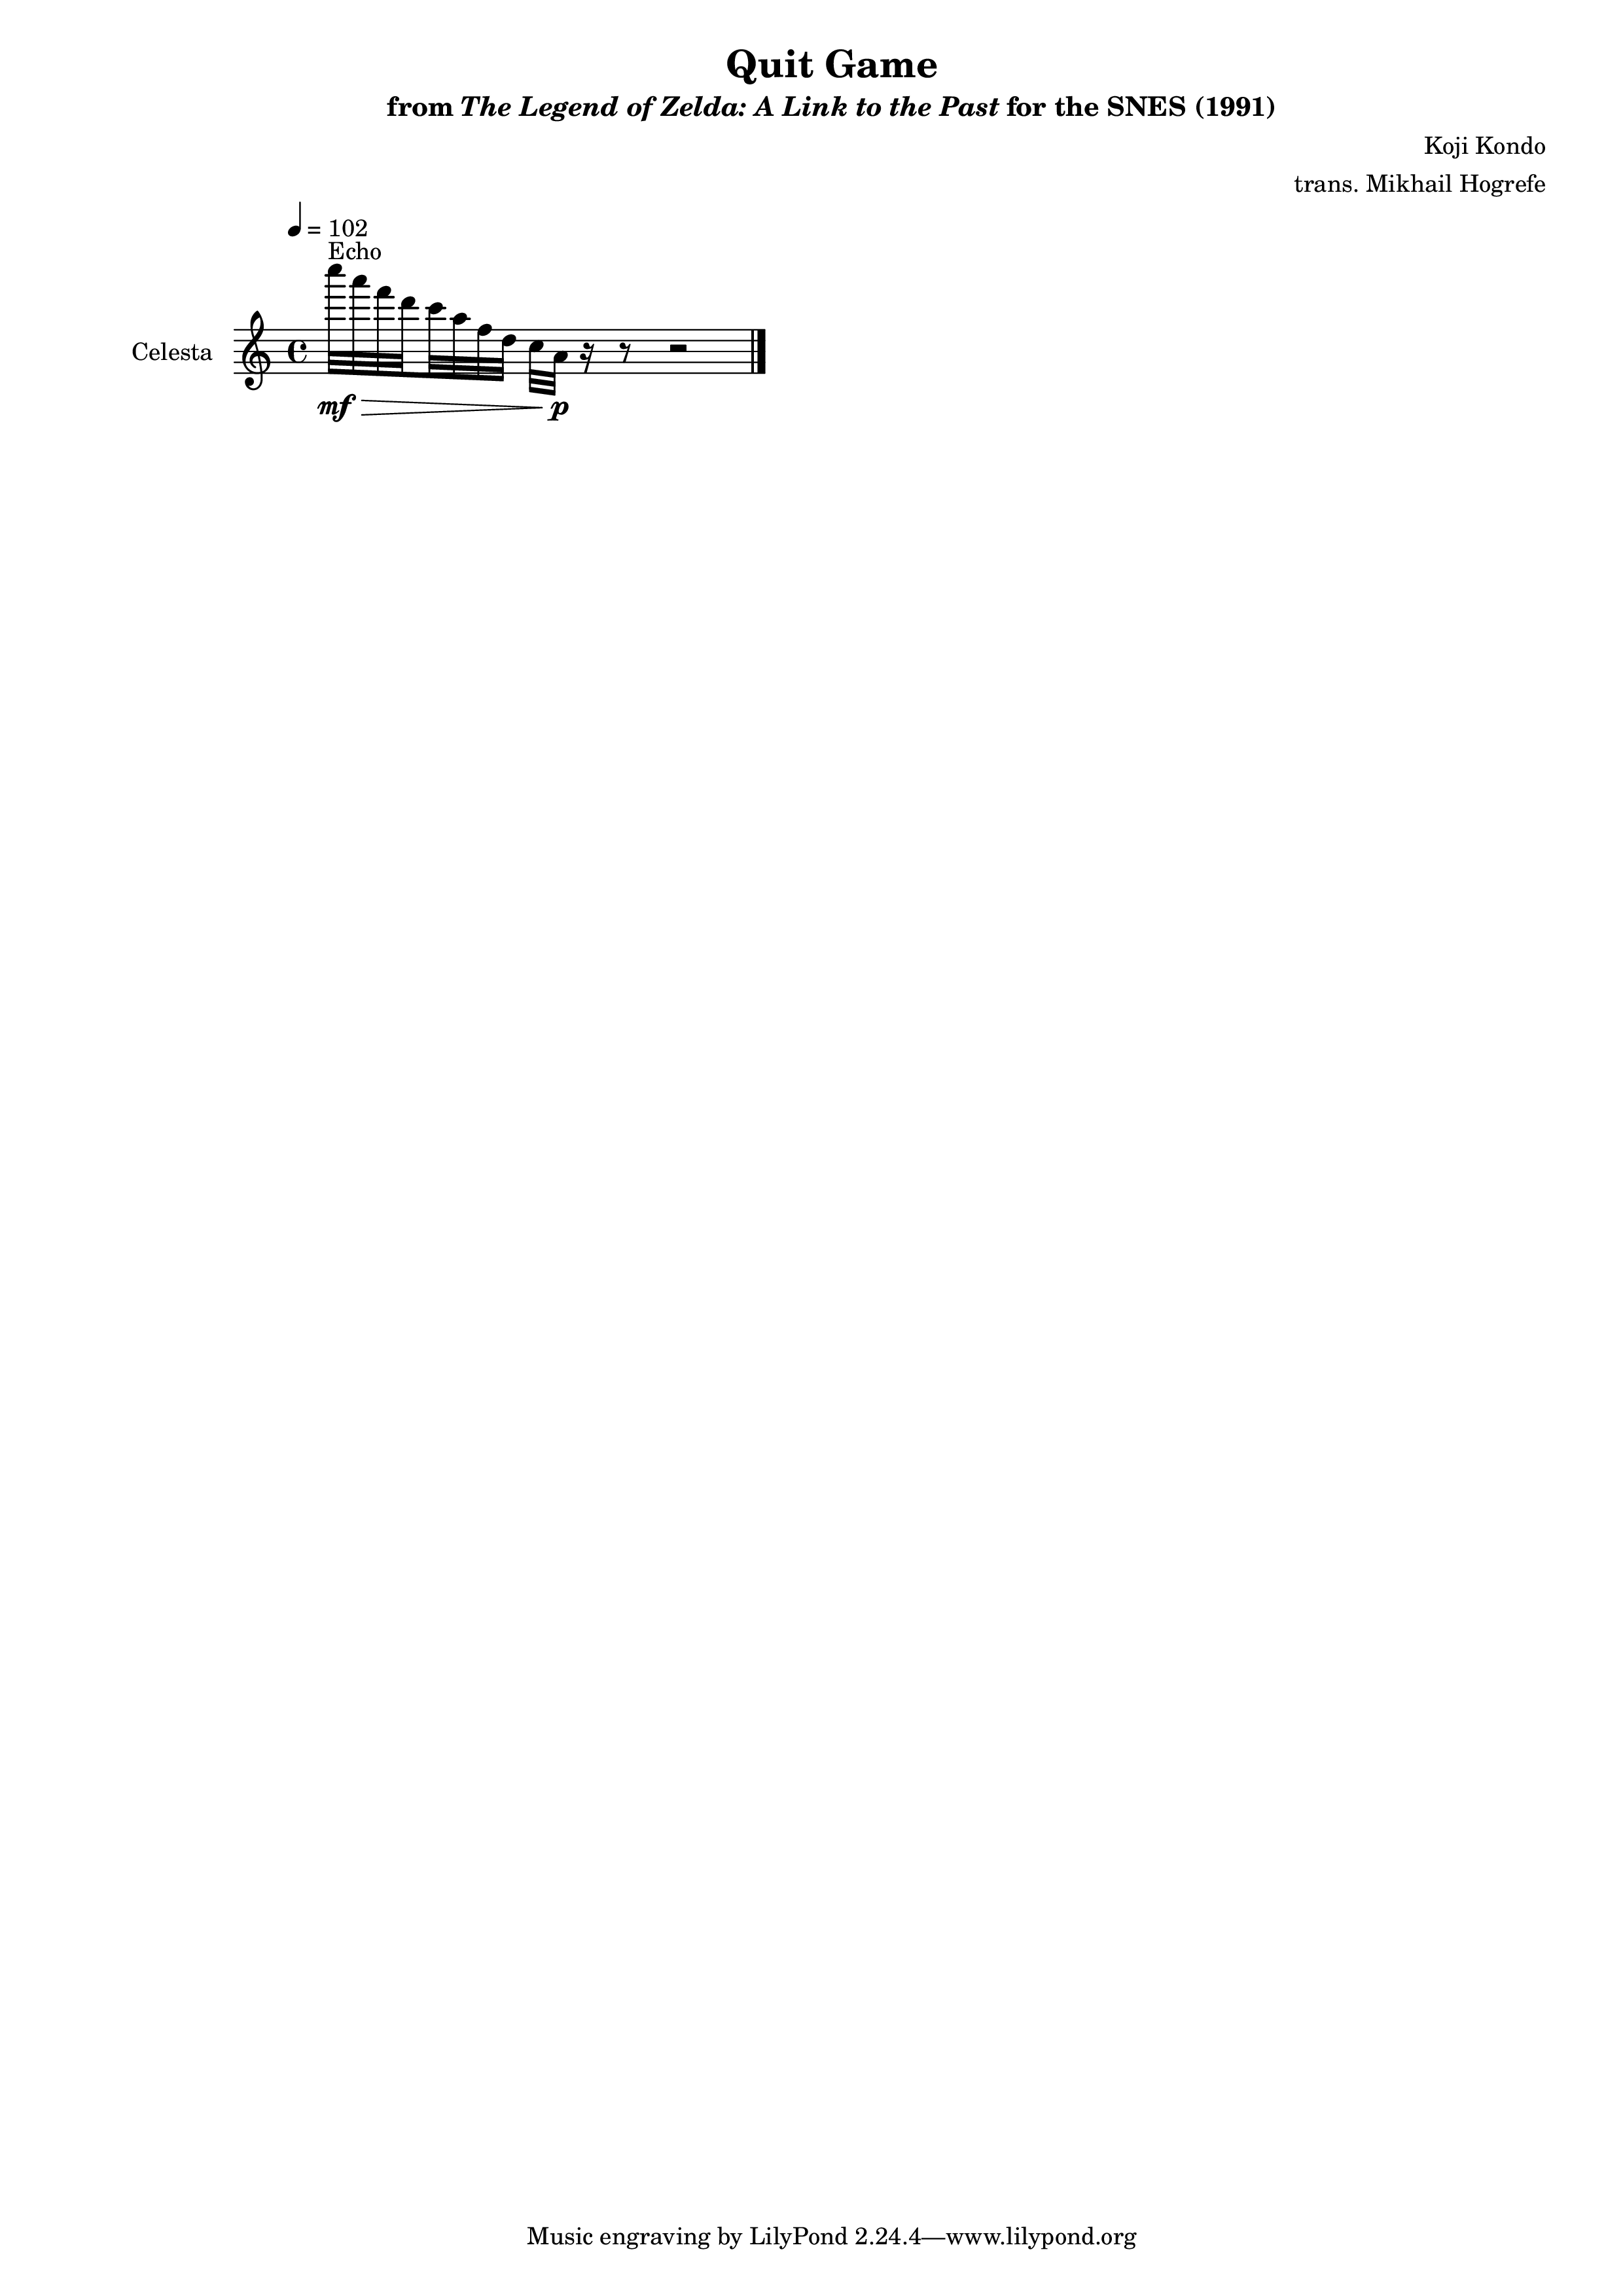 Quit Game
from The Legend of Zelda: A Link to the Past for the SNES (1991)
Koji Kondo
trans. Mikhail Hogrefe
♩ = 102
Echo
Celesta
mf
p
Music engraving by LilyPond 2.24.4—www.lilypond.org